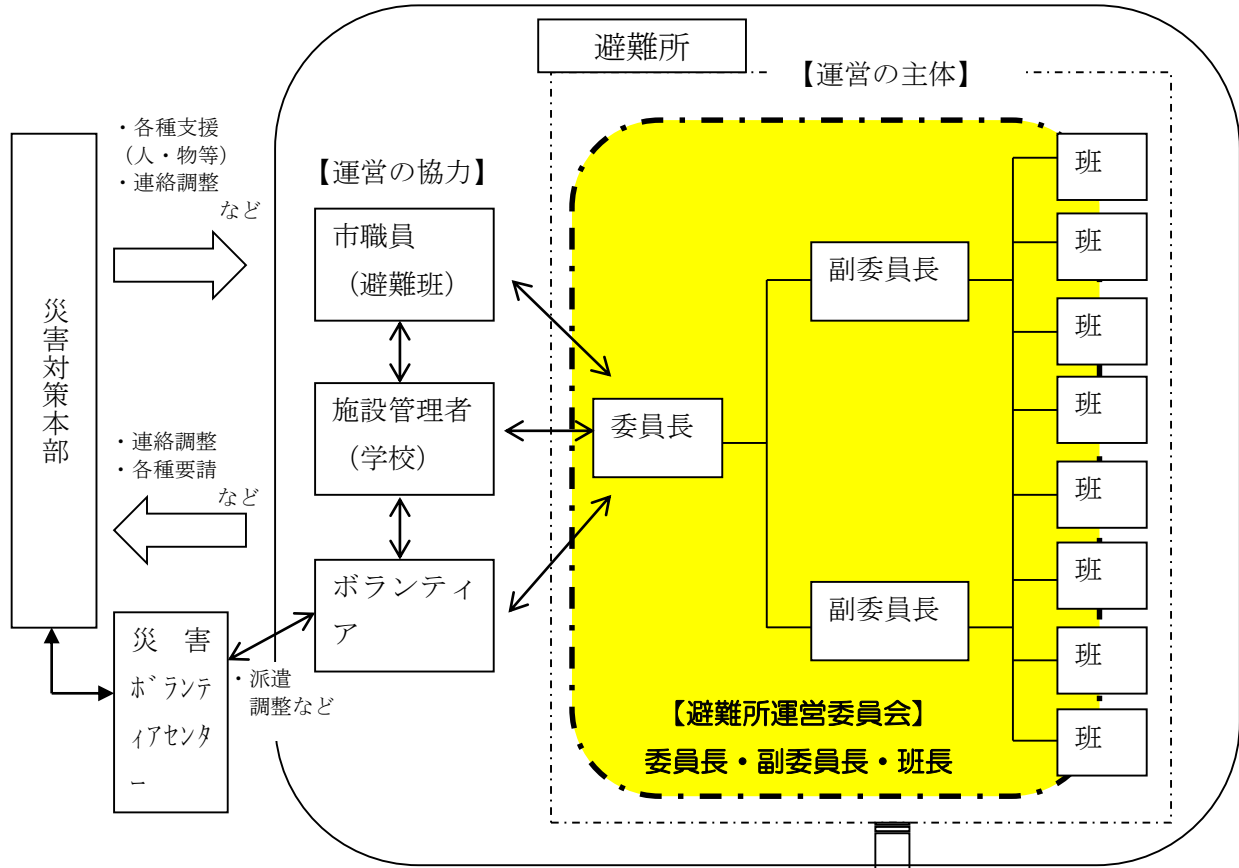 避難所
【運営の主体】
・各種支援
（人・物等）
・連絡調整
など
【運営の協力】
市職員
（避難班）
施設管理者
（学校）
ボランティ
ア
災害対策本部
・連絡調整
・各種要請
など
災　害
ﾎﾞﾗﾝﾃ
ｨｱｾﾝﾀ
ー
・派遣
調整など
委員長
副委員長
副委員長
班
班
班
班
班
班
班
班
【避難所運営委員会】
委員長・副委員長・班長